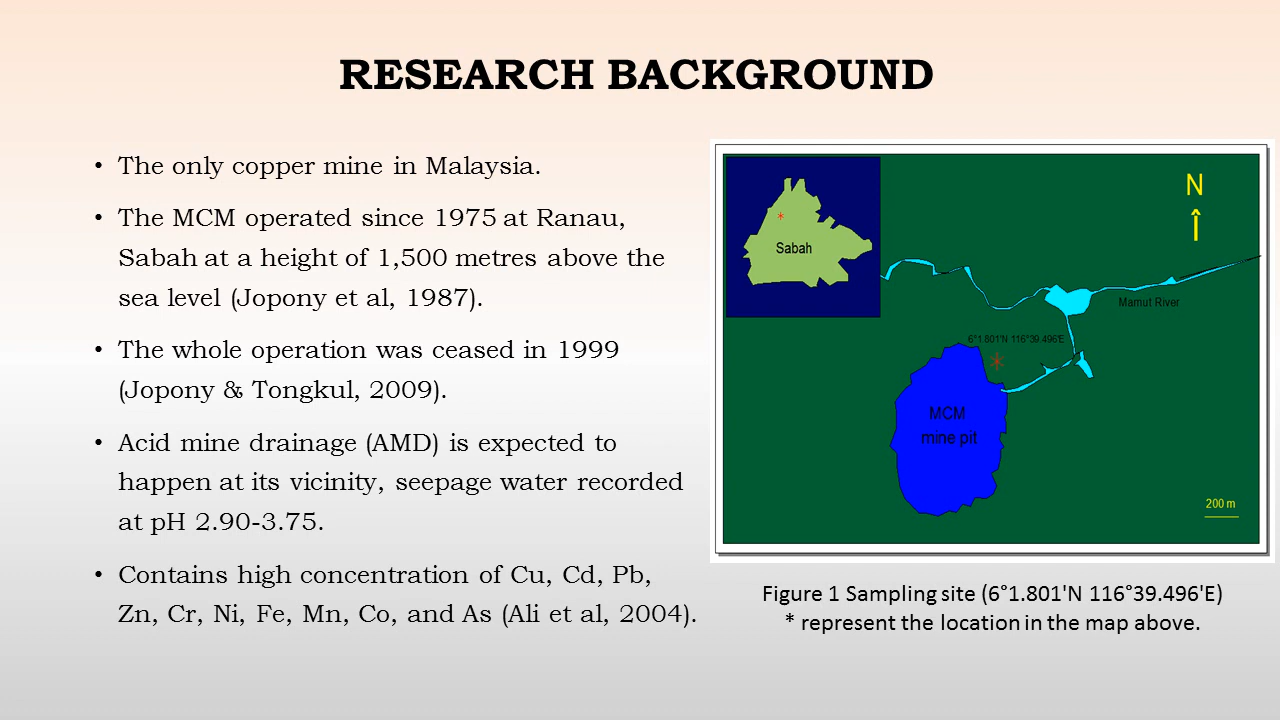 RESEARCH BACKGROUND
• The only copper mine in Malaysia.
• The MCM operated since 1975 at Ranau,
Sabah at a height of 1,500 metres above the
sea level (Jopony et al, 1987).
• The whole operation was ceased in 1999
(Jopony & Tongkul, 2009).
• Acid mine drainage (AMD) is expected to
happen at its vicinity, seepage water recorded
at pH 2.90-3.75.
• Contains high concentration of Cu, Cd, Pb,
Zn, Cr, Ni, Fe, Mn, Co, and As (Ali et al, 2004).
N
*
Sabah
Mamut River
6°1.801'N 116°39.496'E
*
MCM
mine pit
200 m
Figure 1 Sampling site (6°1.801'N 116°39.496'E)
* represent the location in the map above.